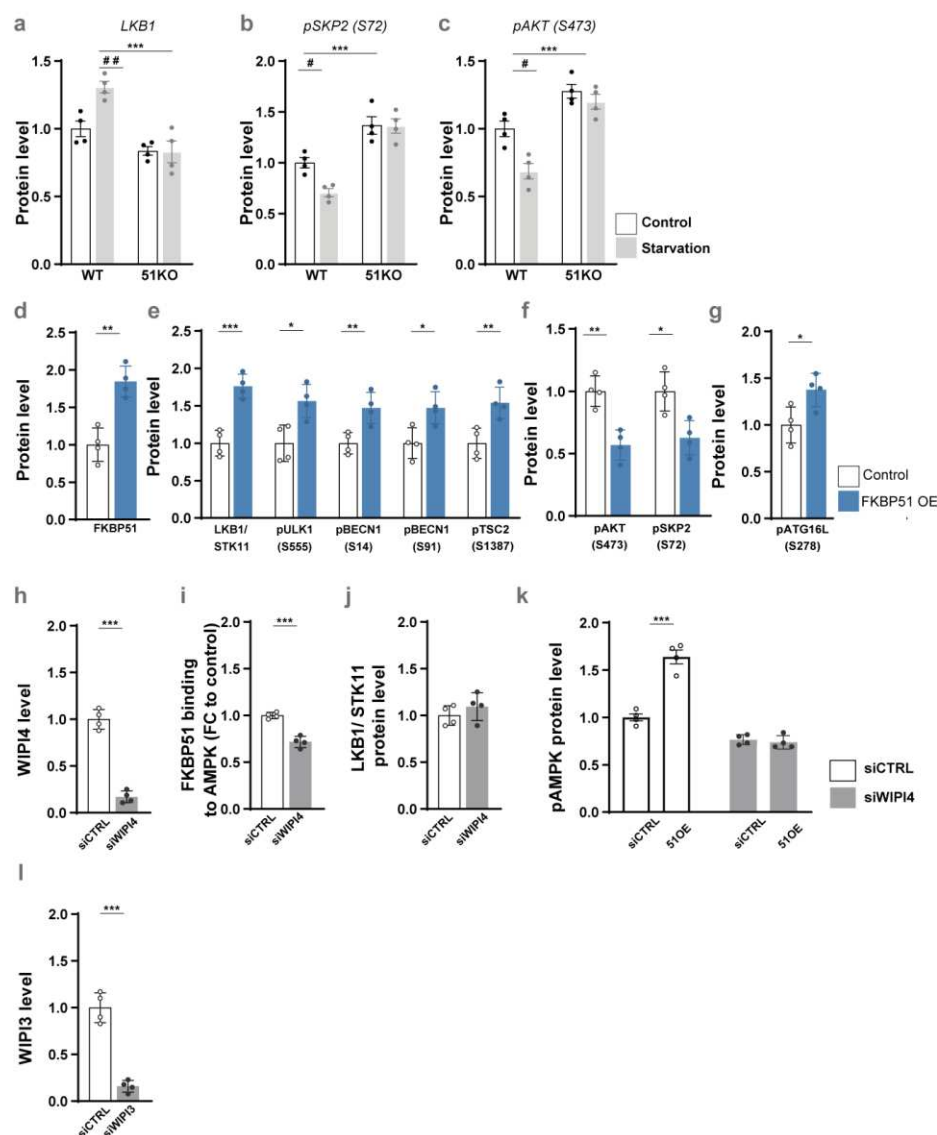 a
LKB1
***
##
1.5
1.0
0.5
0.0
Protein level
WT
51KO
b
pSKP2 (S72)
***
#
2.0
1.5
1.0
0.5
0.0
Protein level
WT
51KO
c
pAKT (S473)
***
#
1.5
1.0
0.5
0.0
Protein level
WT
51KO
Control
Starvation
d
**
2.5
2.0
1.5
1.0
0.5
0.0
Protein level
FKBP51
e
***
*
**
*
**
2.5
2.0
1.5
1.0
0.5
0.0
Protein level
LKB1/ pULK1 pBECN1 pBECN1 pTSC2
STK11 (S555) (S14) (S91) (S1387)
f
**
*
1.5
1.0
0.5
0.0
Protein level
pAKT pSKP2
(S473) (S72)
g
*
2.0
1.5
1.0
0.5
0.0
Protein level
pATG16L
(S278)
Control
FKBP51 OE
h
***
2.0
1.5
1.0
0.5
0.0
WIPI4 level
siCTRL
siWIPI4
i
***
1.5
1.0
0.5
0.0
FKBP51 binding
to AMPK (FC to control)
siCTRL
siWIPI4
j
2.0
1.5
1.0
0.5
0.0
LKB1/ STK11
protein level
siCTRL
siWIPI4
k
***
2.0
1.5
1.0
0.5
0.0
pAMPK protein level
siCTRL
51OE
siCTRL
51OE
siCTRL
siWIPI4
l
***
2.0
1.5
1.0
0.5
0.0
WIPI3 level
siCTRL
siWIPI3